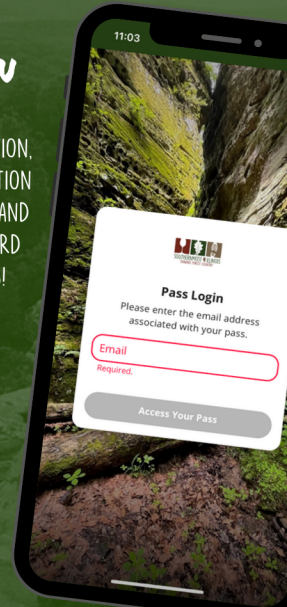 W
TION,
TION
AND
RD
!
11:03
SOUTHERNMOST ILLINOIS
Pass Login
Please enter the email address
associated with your pass.
Email
Required.
Access Your Pass